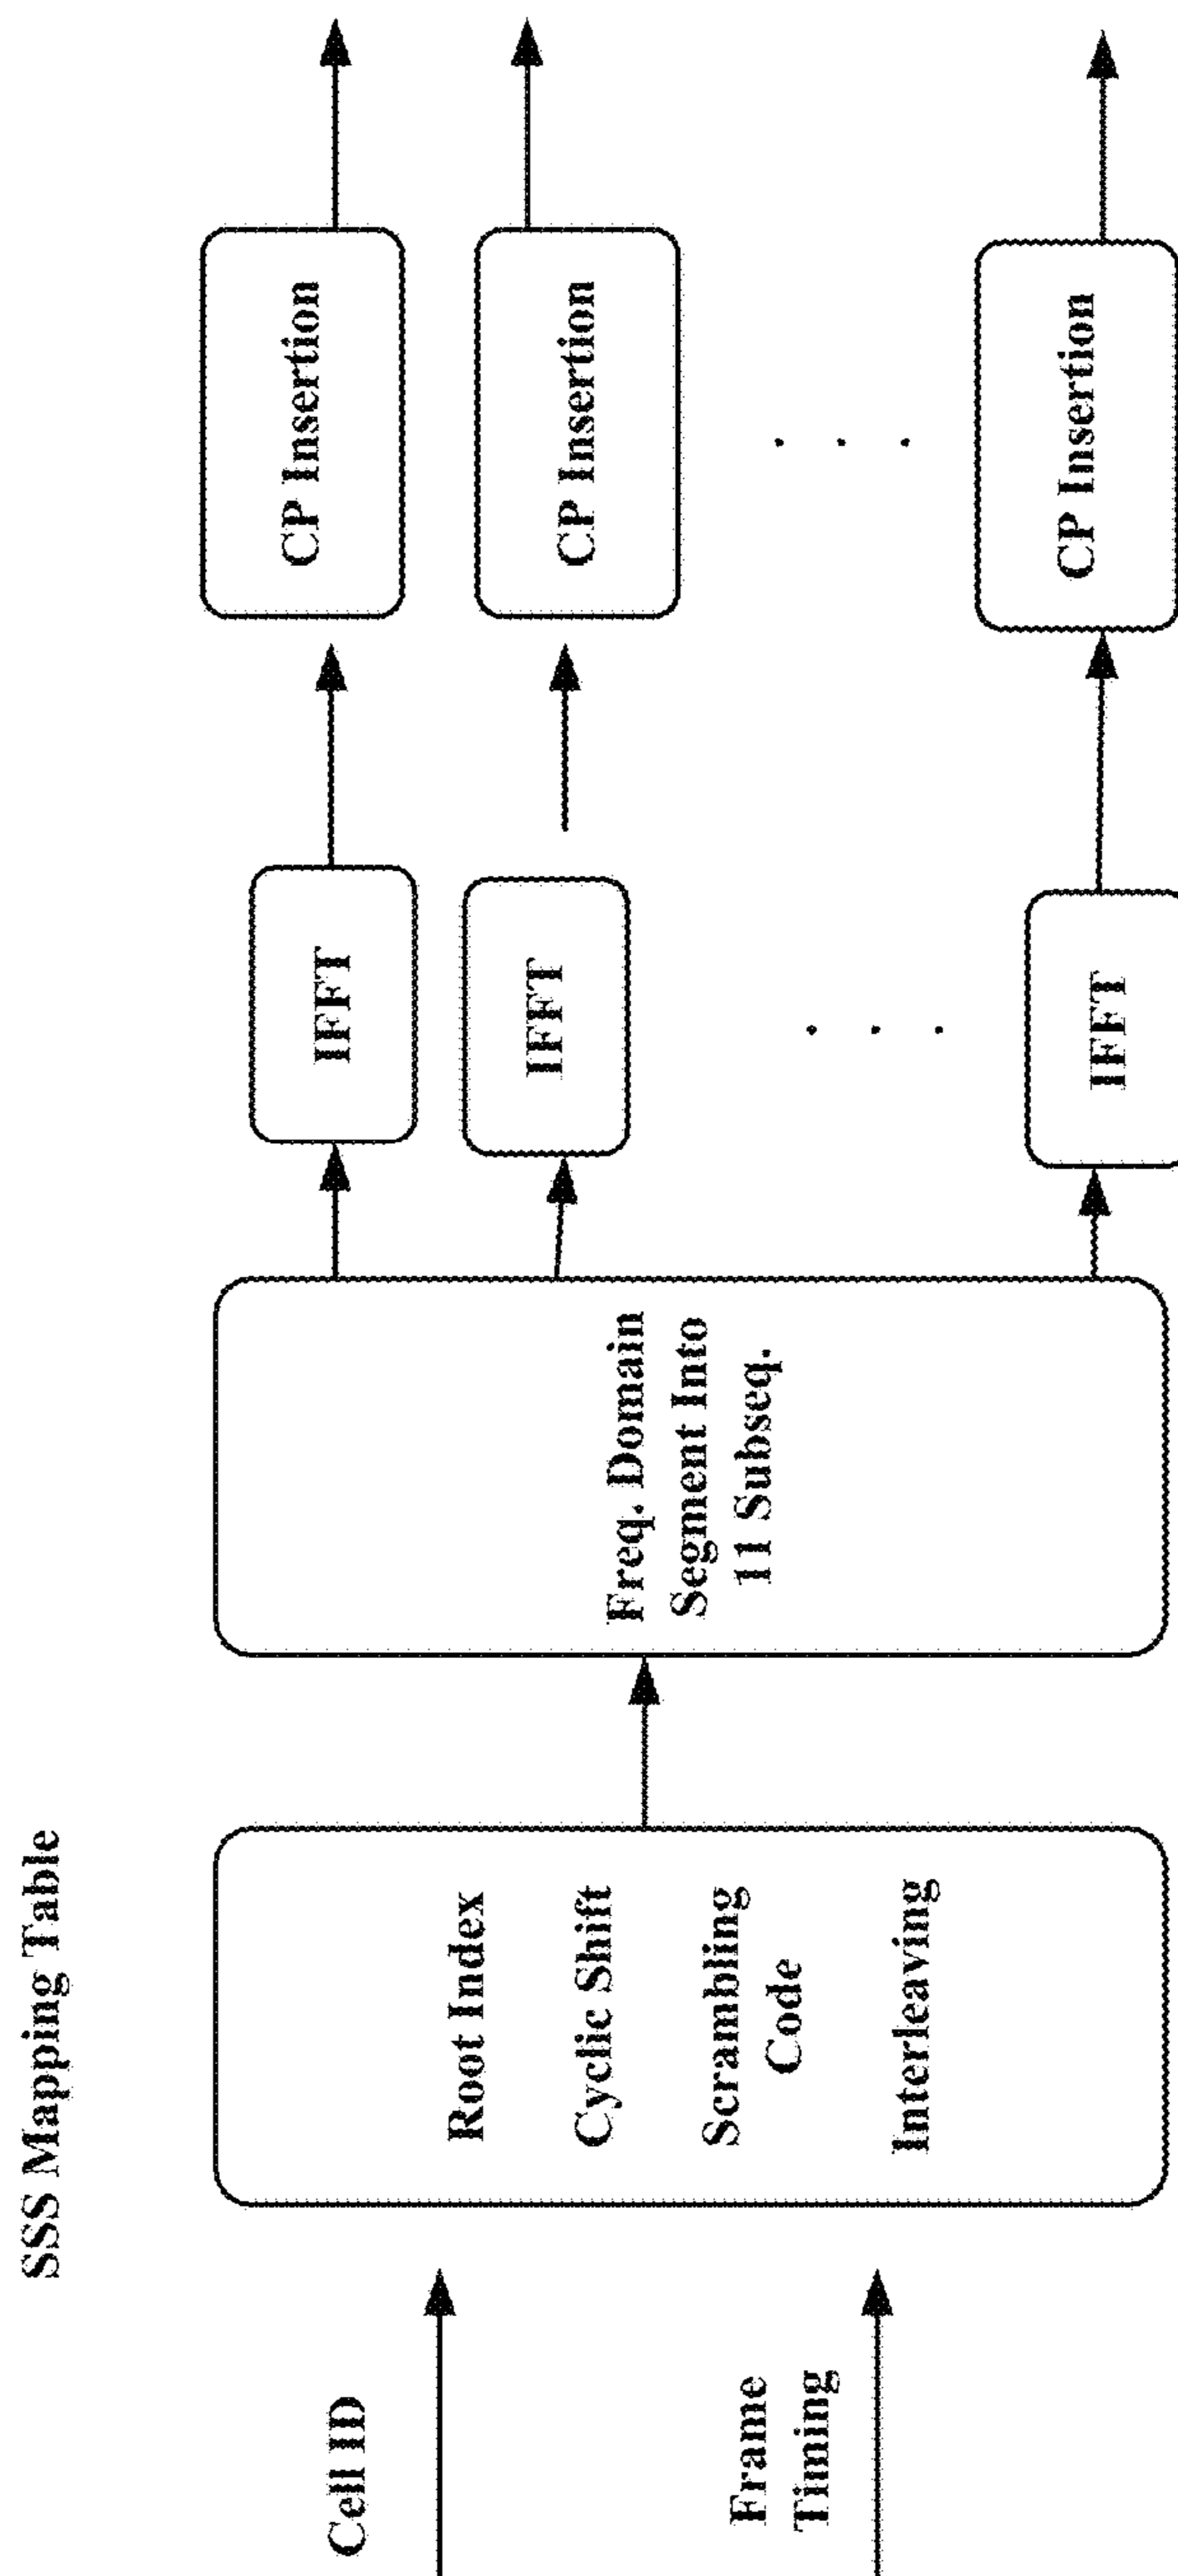 SSS Mapping Table
Cell ID
Frame
Timing
Root Index
Cyclic Shift
Scrambling
Code
Interleaving
Freq. Domain
Segment Into
11 Subseq.
IFFT
IFFT
. . .
IFFT
CP Insertion
CP Insertion
. . .
CP Insertion